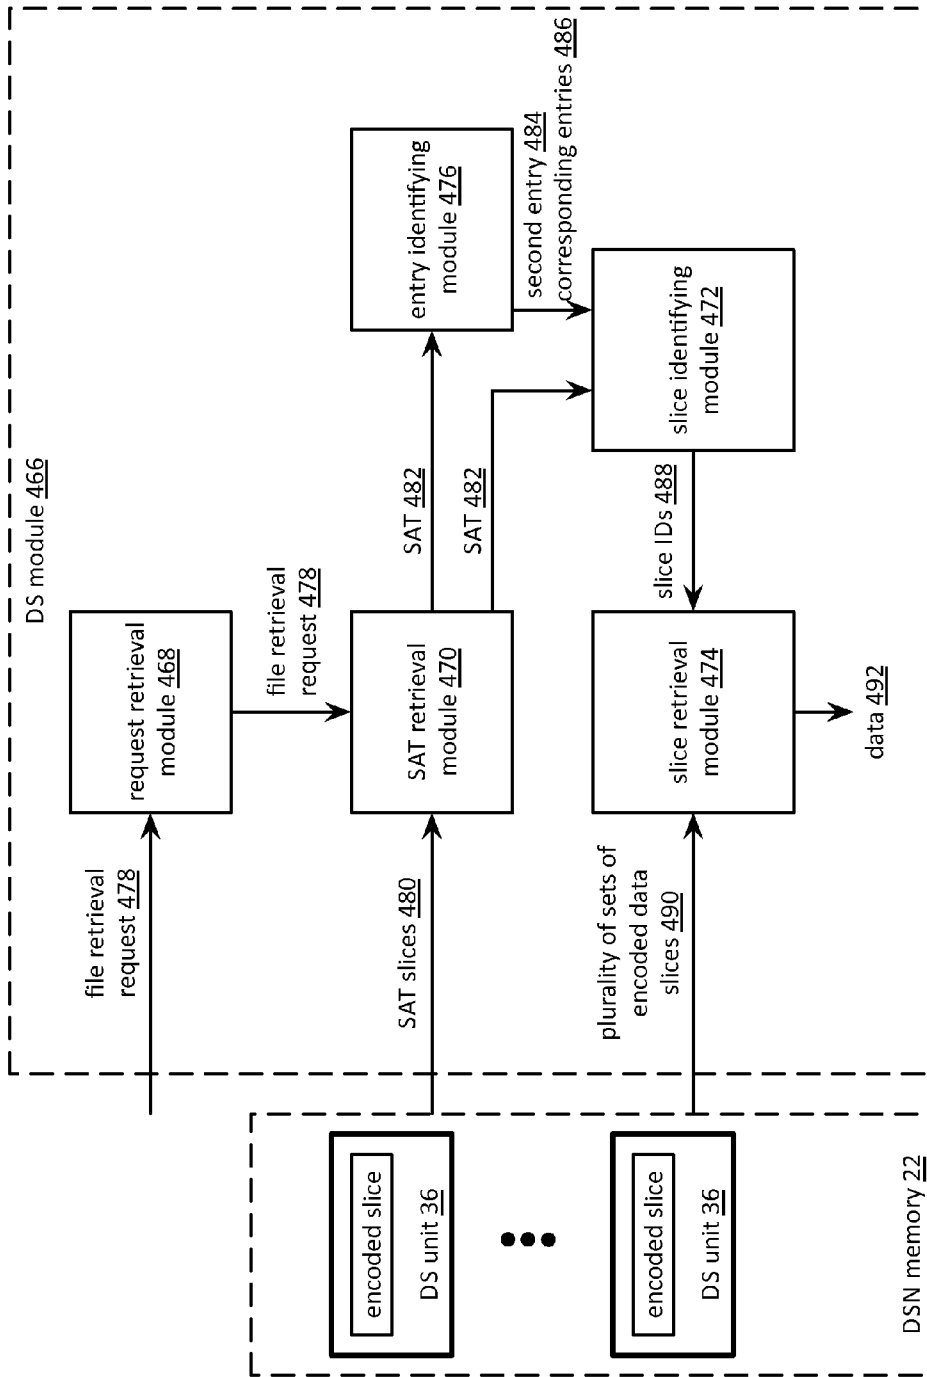 DS module 466
file retrieval
request 478
request retrieval
module 468
file retrieval
request 478
SAT slices 480
SAT retrieval
module 470
SAT 482
SAT 482
entry identifying
module 476
second entry 484
corresponding entries 486
plurality of sets of
encoded data
slices 490
slice retrieval
module 474
slice IDs 488
slice identifying
module 472
data 492
encoded slice
DS unit 36
encoded slice
DS unit 36
DSN memory 22